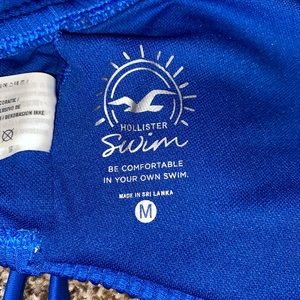 HOLLISTER
Swim
BE COMFORTABLE
IN YOUR OWN SWIM.
MADE IN SRI LANKA
M